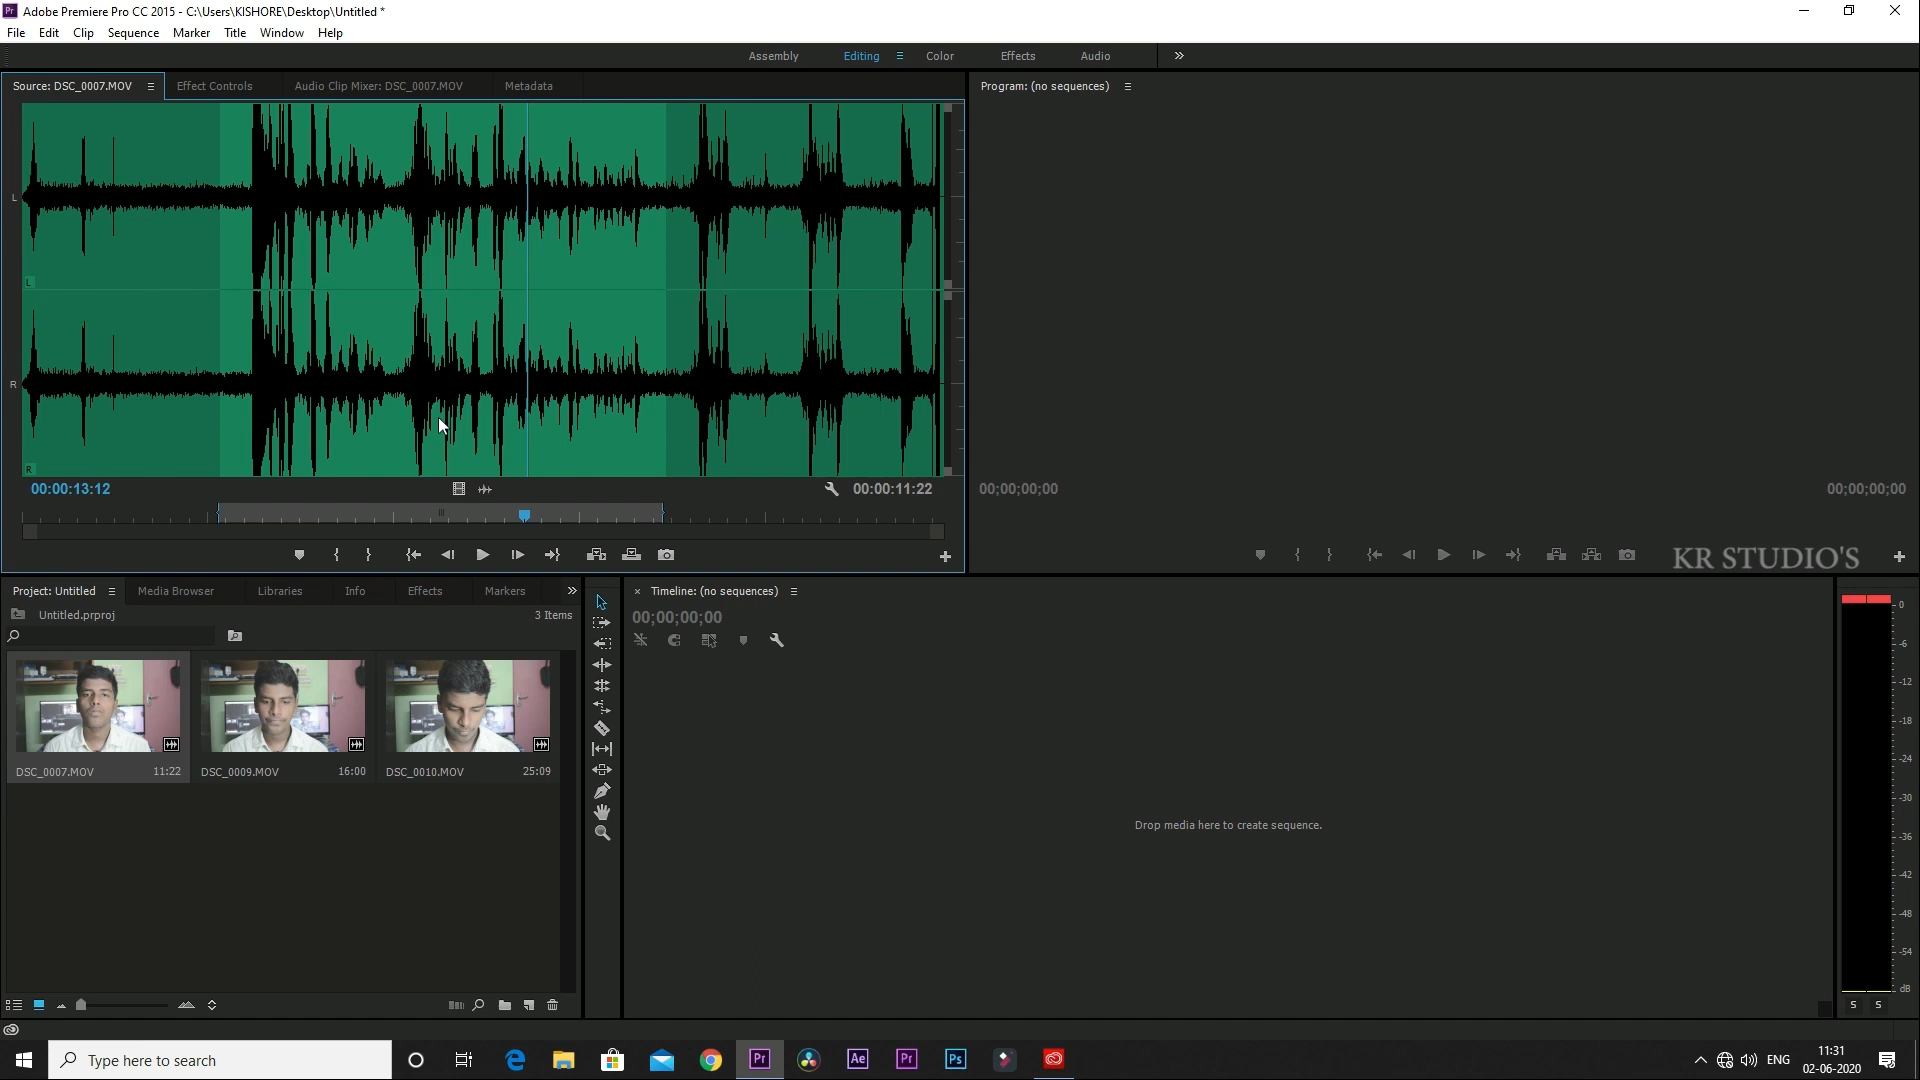 Adobe Premiere Pro CC 2015 - C:\Users\KISHORE\Desktop\Untitled *
File Edit Clip Sequence Marker Title Window Help
Assembly Editing Color Effects Audio
Source: DSC_0007.MOV Effect Controls Audio Clip Mixer: DSC_0007.MOV Metadata
Program: (no sequences)
L
L
R
R
00:00:13:12
00:00:11:22
00;00;00;00
00;00;00;00
KR STUDIO'S
Project: Untitled Media Browser Libraries Info Effects Markers
Untitled.prproj
3 Items
DSC_0007.MOV 11:22
DSC_0009.MOV 16:00
DSC_0010.MOV 25:09
Timeline: (no sequences)
00;00;00;00
Drop media here to create sequence.
0
-6
-12
-18
-24
-30
-36
-42
-48
-54
dB
S S
Type here to search
Pr
Ae
Pr
Ps
ENG
11:31
02-06-2020